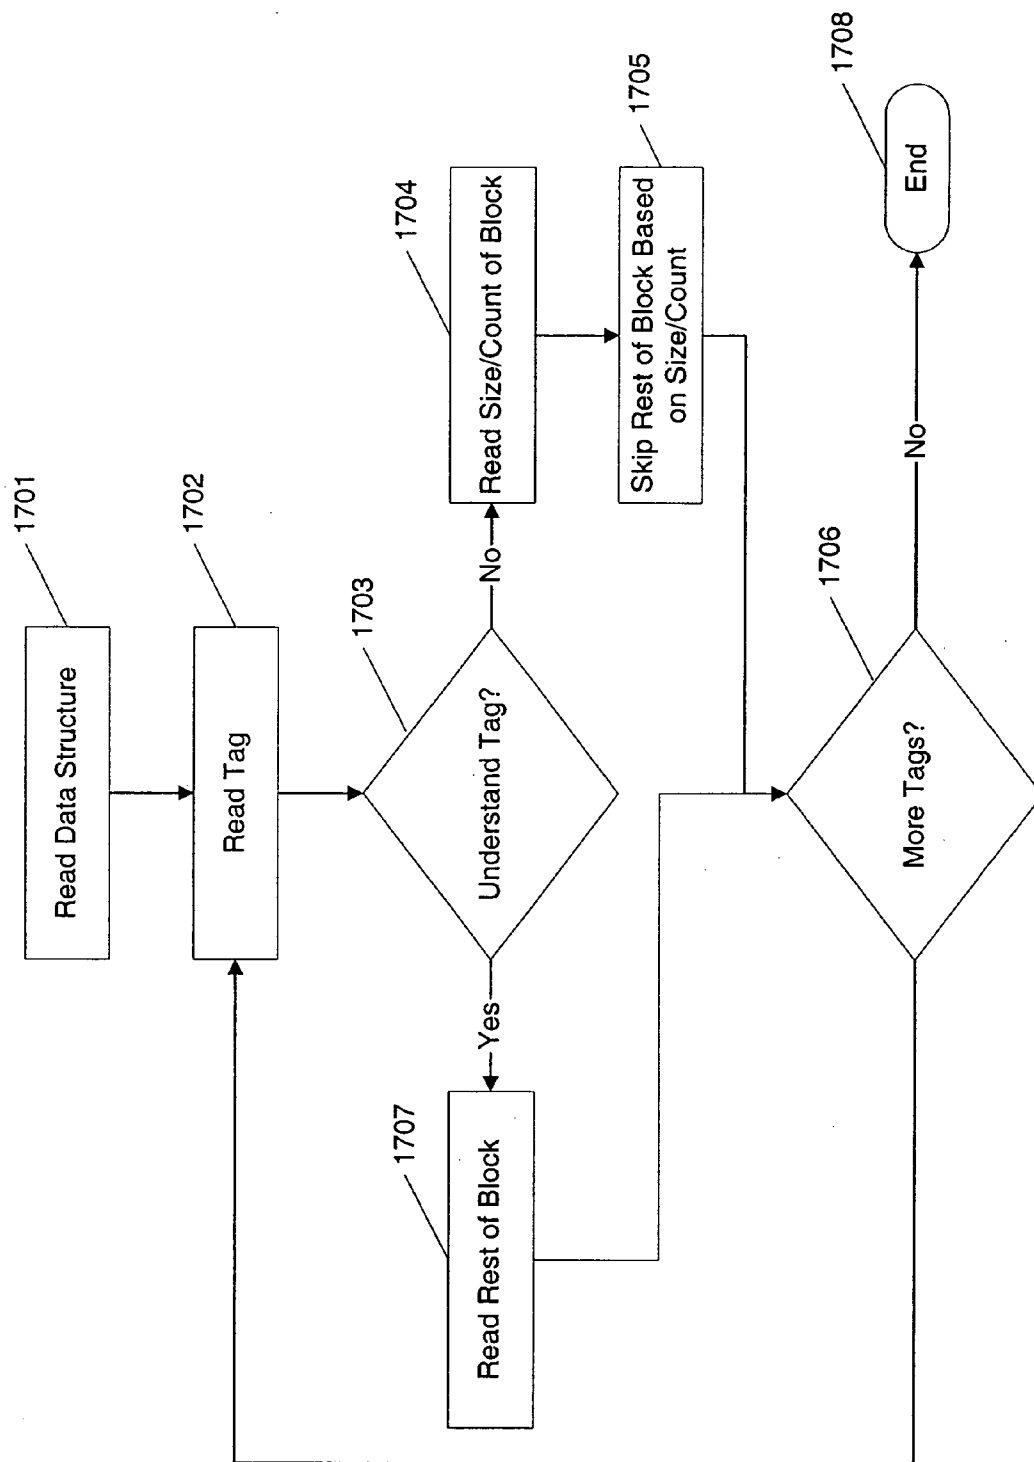 1701
Read Data Structure
1702
Read Tag
1703
Understand Tag?
No
1704
Read Size/Count of Block
1705
Skip Rest of Block Based
on Size/Count
Yes
1707
Read Rest of Block
1706
More Tags?
No
1708
End